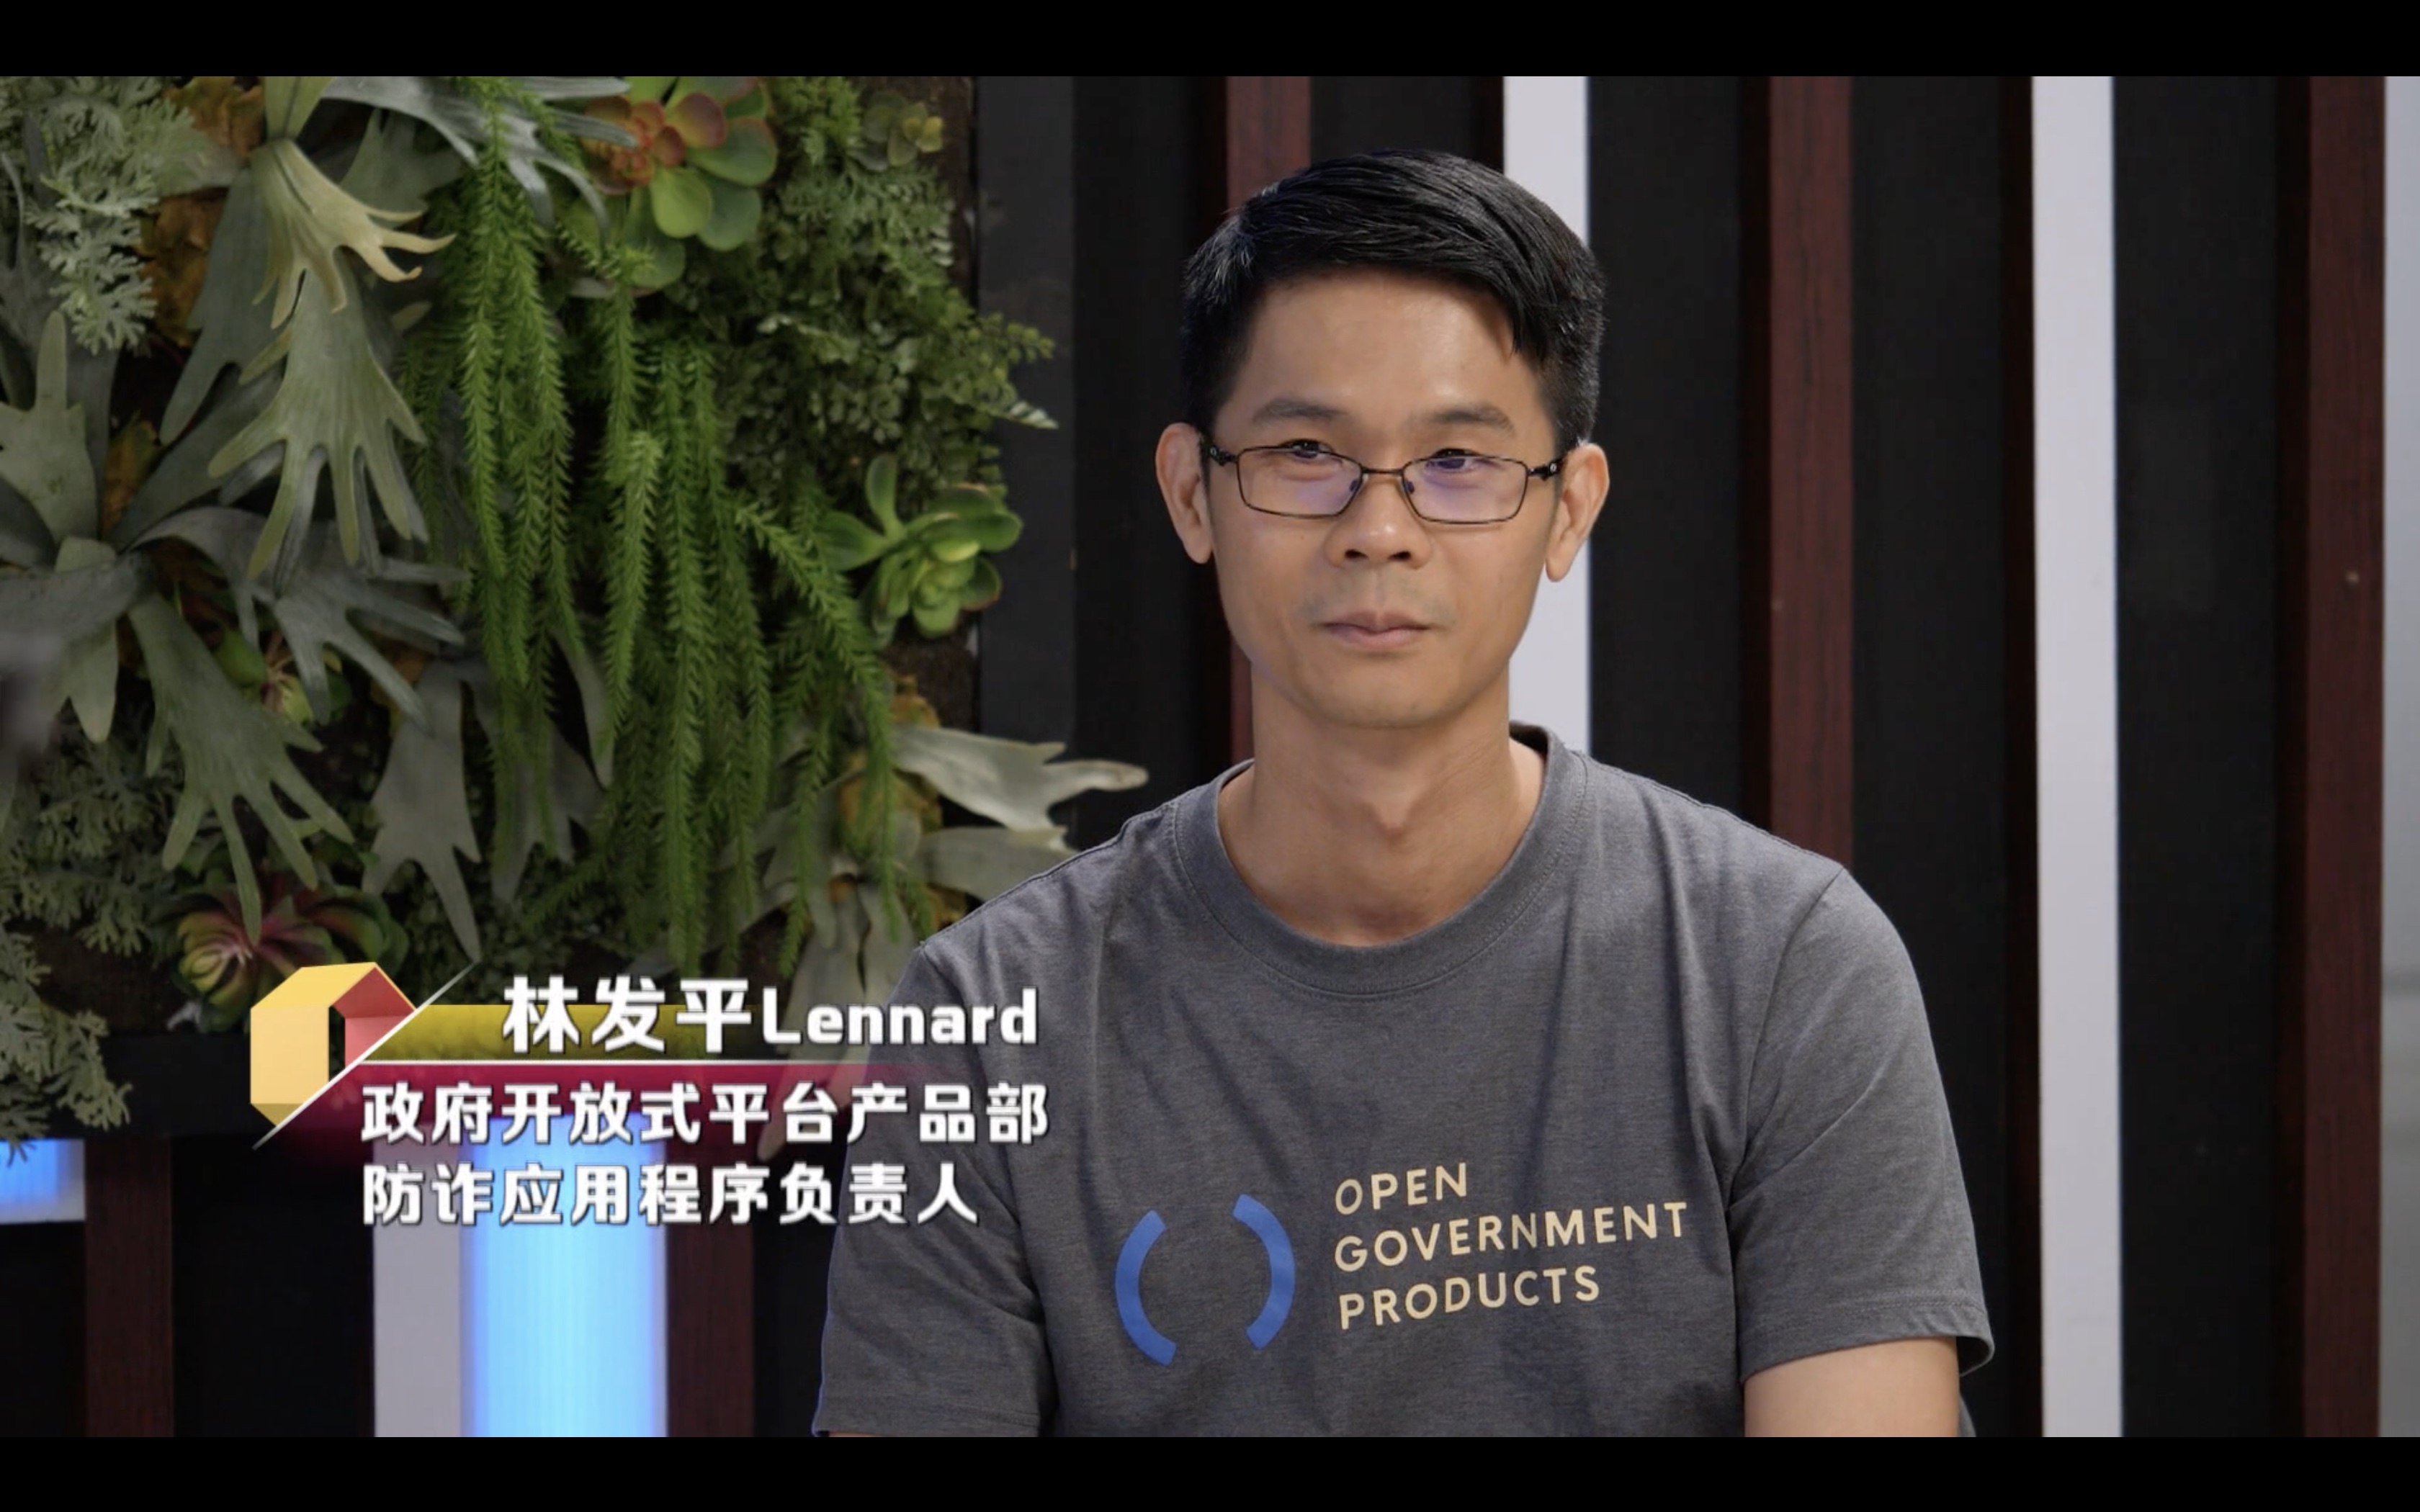 林发平Lennard
政府开放式平台产品部
防诈应用程序负责人
OPEN
GOVERNMENT
PRODUCTS